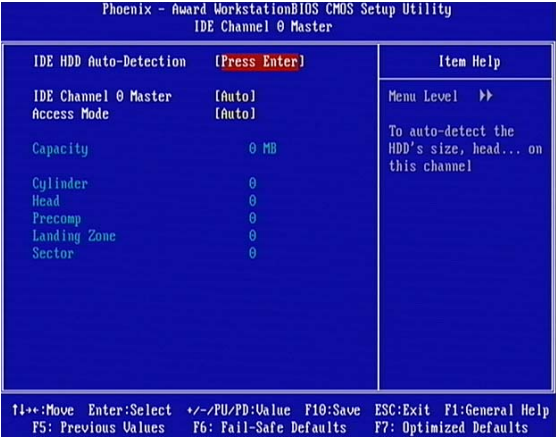 Phoenix - Award WorkstationBIOS CMOS Setup Utility
IDE Channel 0 Master
IDE HDD Auto-Detection [Press Enter]
Item Help
IDE Channel 0 Master [Auto]
Access Mode [Auto]
Capacity 0 MB
Cylinder 0
Head 0
Precomp 0
Landing Zone 0
Sector 0
Menu Level ►►
To auto-detect the
HDD's size, head... on
this channel
↑↓→←:Move Enter:Select +/-/PU/PD:Value F10:Save ESC:Exit F1:General Help
F5: Previous Values F6: Fail-Safe Defaults F7: Optimized Defaults